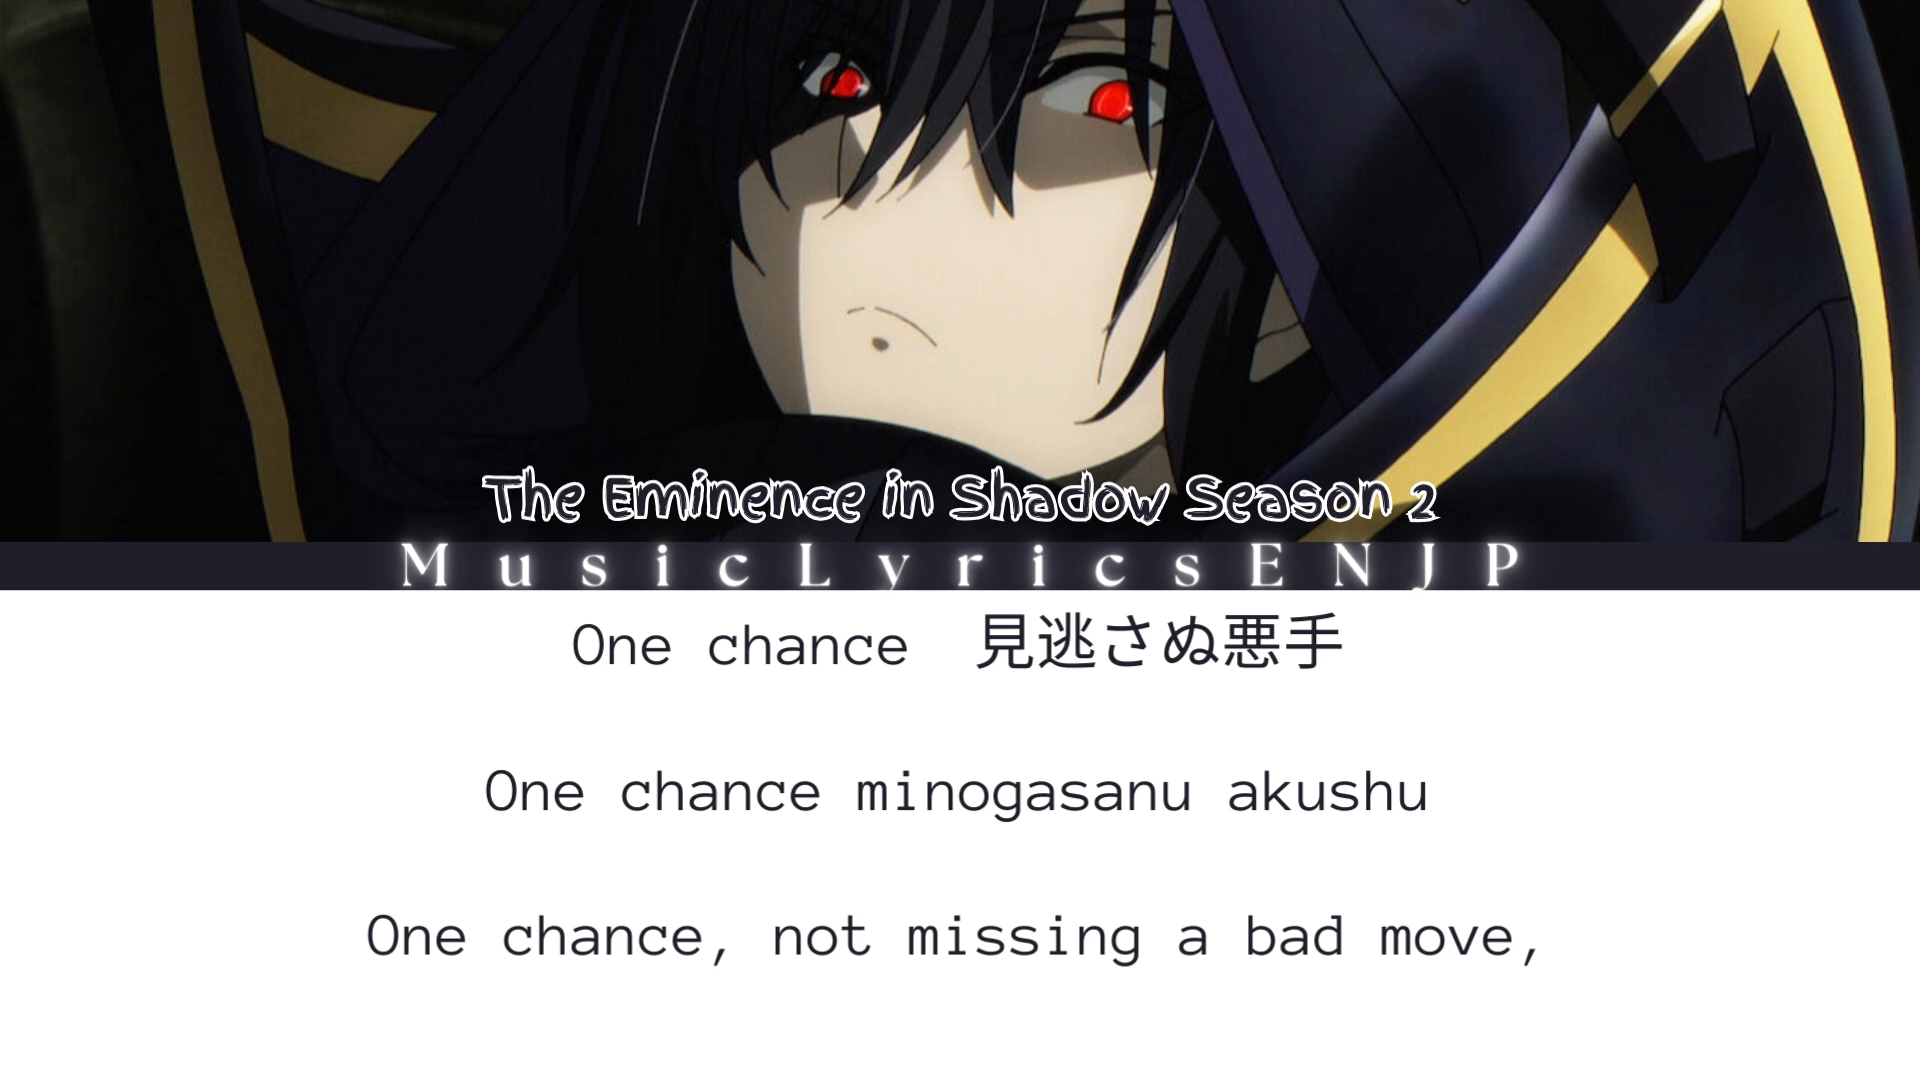 The Eminence in Shadow Season 2
MusicLyricsENJP
One chance 見逃さぬ悪手
One chance minogasanu akushu
One chance, not missing a bad move,